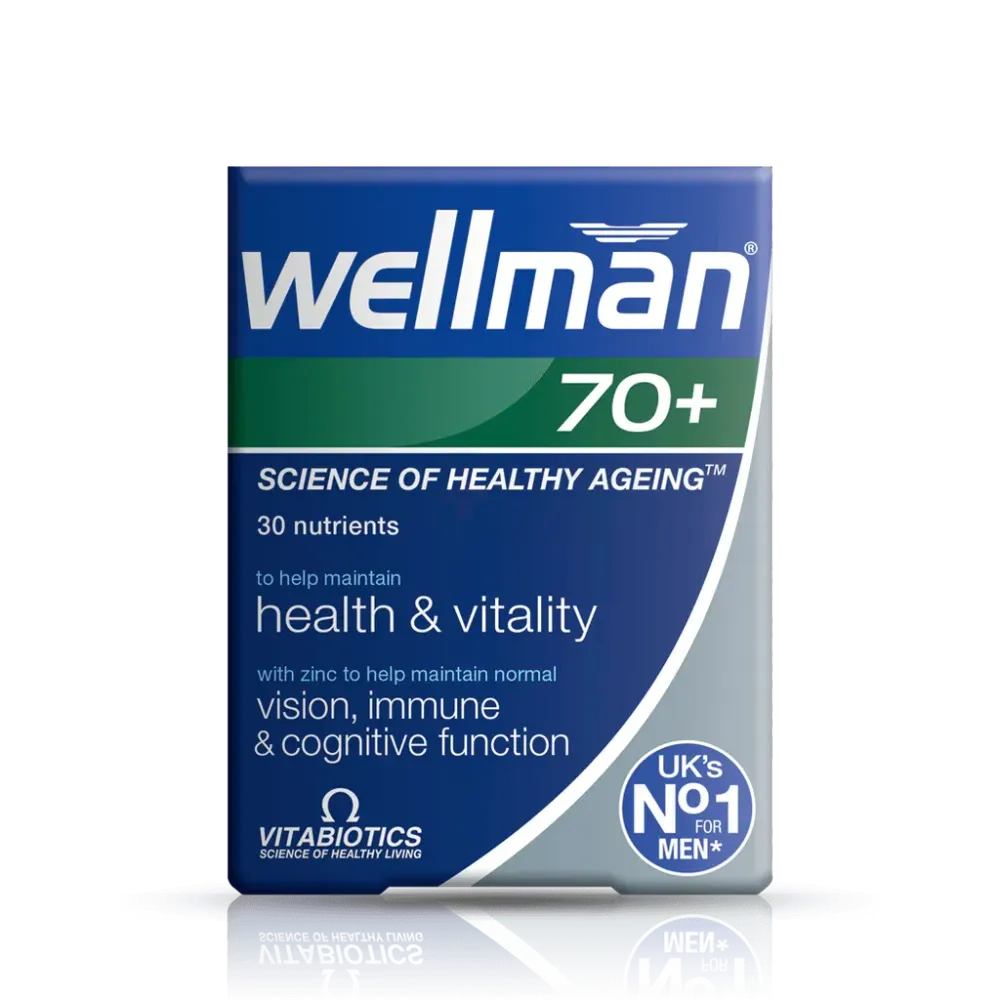 wellman®
70+
SCIENCE OF HEALTHY AGEING™
30 nutrients
to help maintain
health & vitality
with zinc to help maintain normal
vision, immune
& cognitive function
Ω
VITABIOTICS
SCIENCE OF HEALTHY LIVING
UK's
Nº1
FOR
MEN*